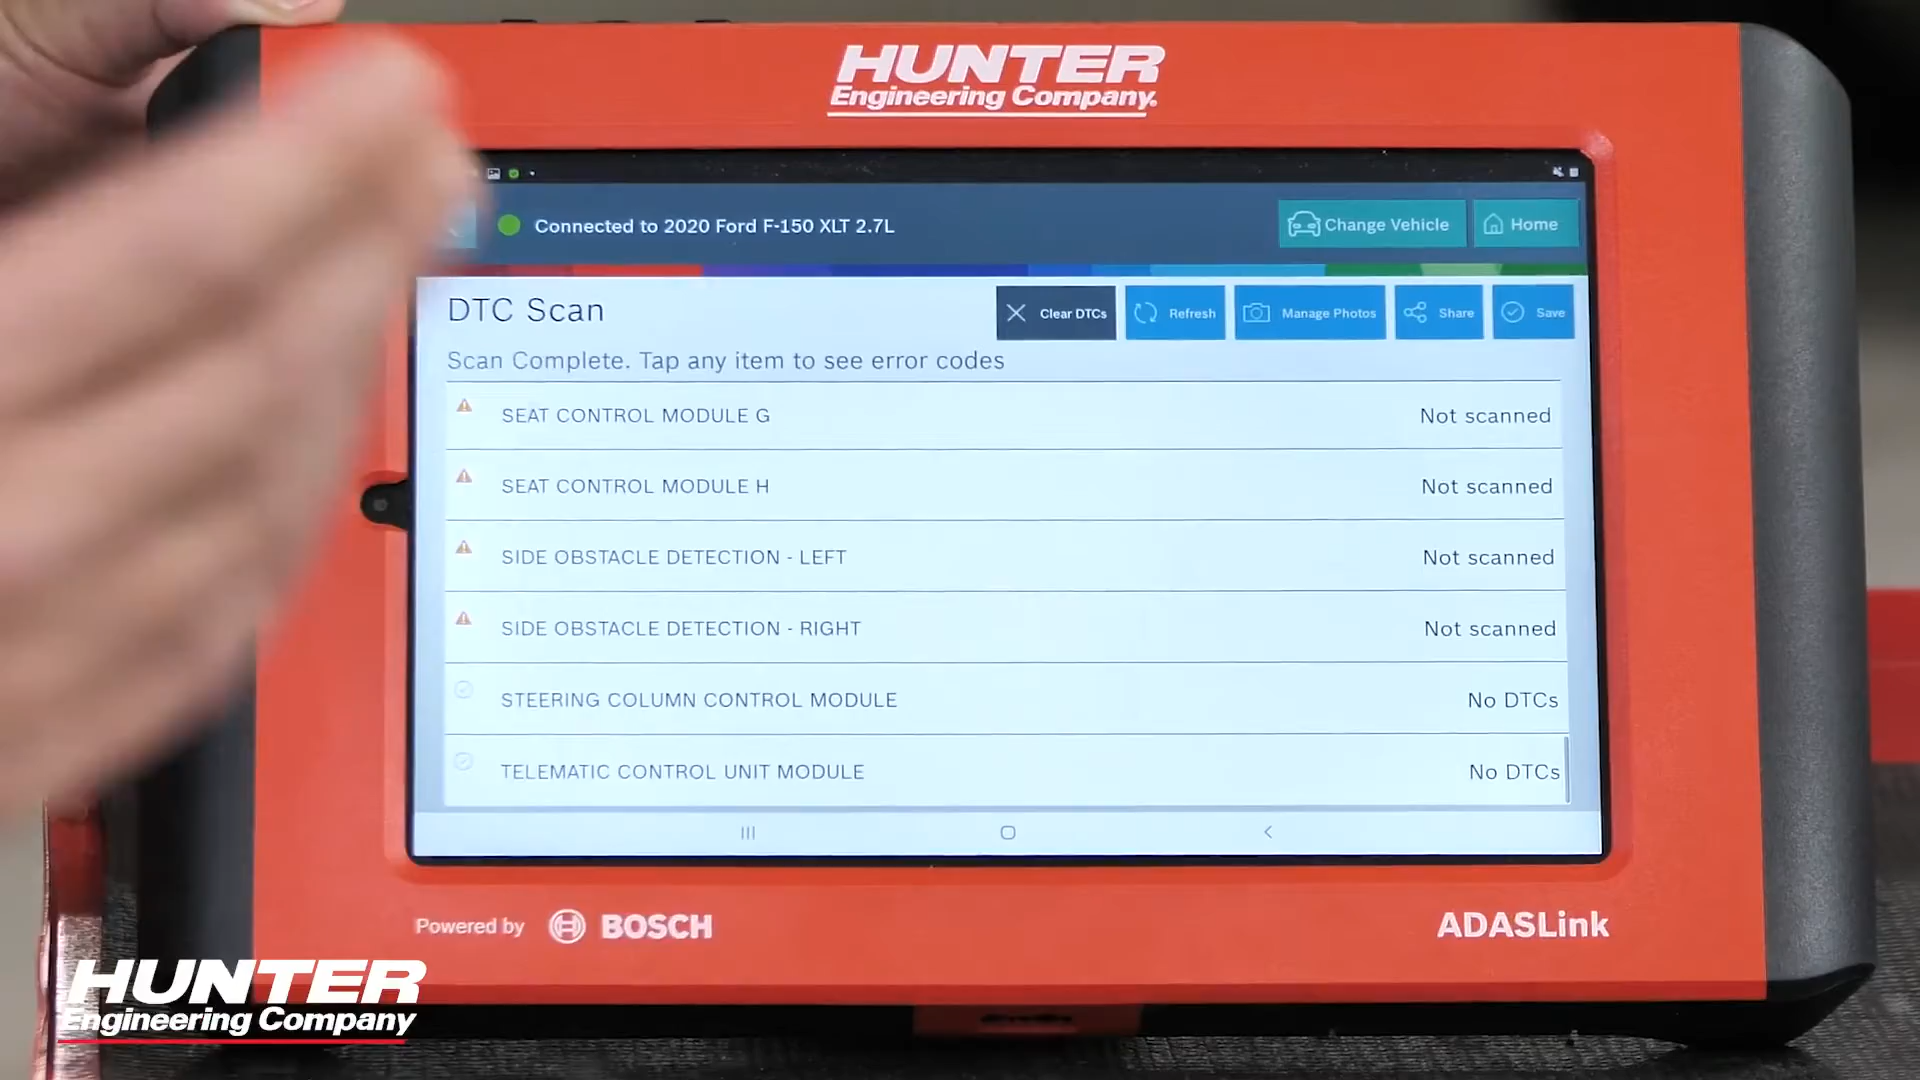 HUNTER
Engineering Company.
Connected to 2020 Ford F-150 XLT 2.7L
Change Vehicle
Home
DTC Scan
Clear DTCs
Refresh
Manage Photos
Share
Save
Scan Complete. Tap any item to see error codes
SEAT CONTROL MODULE G Not scanned
SEAT CONTROL MODULE H Not scanned
SIDE OBSTACLE DETECTION - LEFT Not scanned
SIDE OBSTACLE DETECTION - RIGHT Not scanned
STEERING COLUMN CONTROL MODULE No DTCs
TELEMATIC CONTROL UNIT MODULE No DTCs
Powered by BOSCH
ADASLink
HUNTER
Engineering Company